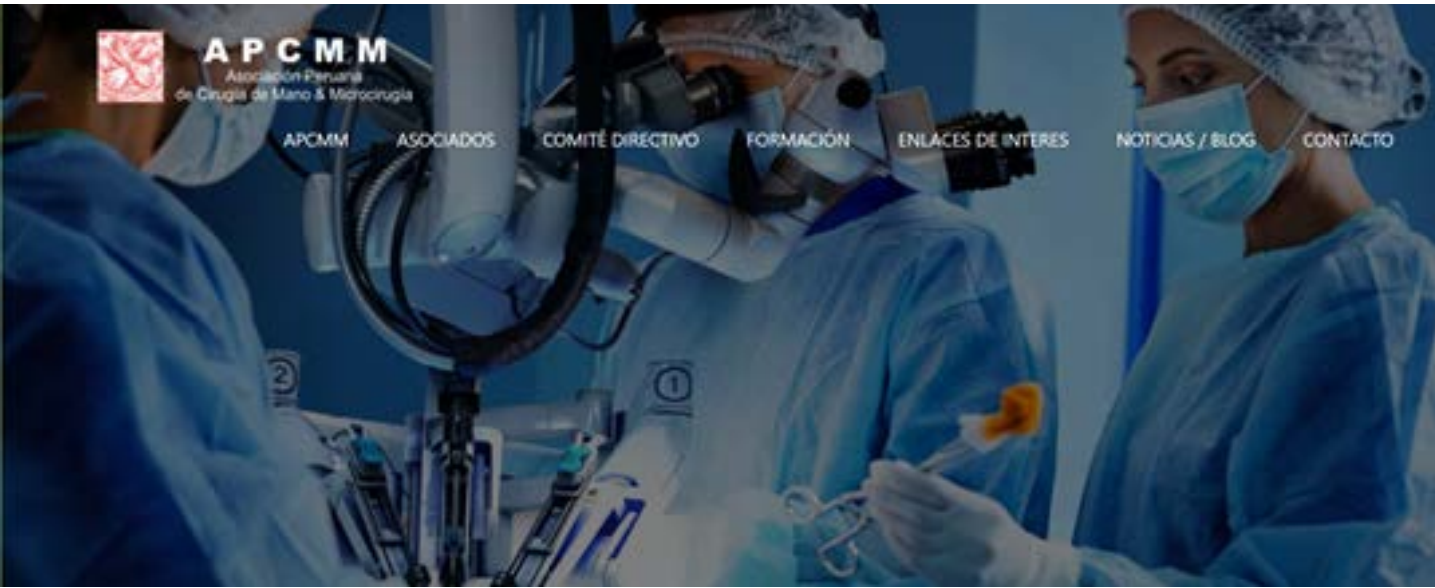 APCMM
Asociación Peruana
de Cirugía de Mano & Microcirugía
APCMM ASOCIADOS COMITÉ DIRECTIVO FORMACIÓN ENLACES DE INTERES NOTICIAS / BLOG CONTACTO
2
1